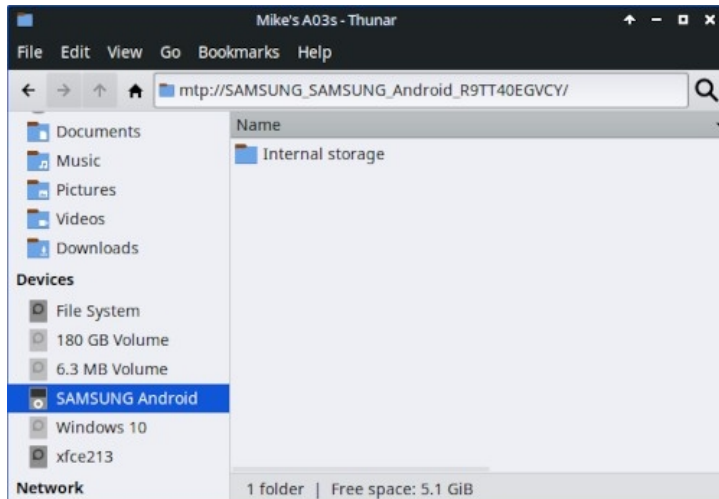 Mike's A03s - Thunar
File Edit View Go Bookmarks Help
mtp://SAMSUNG_SAMSUNG_Android_R9TT40EGVCY/
Documents
Music
Pictures
Videos
Downloads
Devices
File System
180 GB Volume
6.3 MB Volume
SAMSUNG Android
Windows 10
xfce213
Network
Name
Internal storage
1 folder | Free space: 5.1 GiB